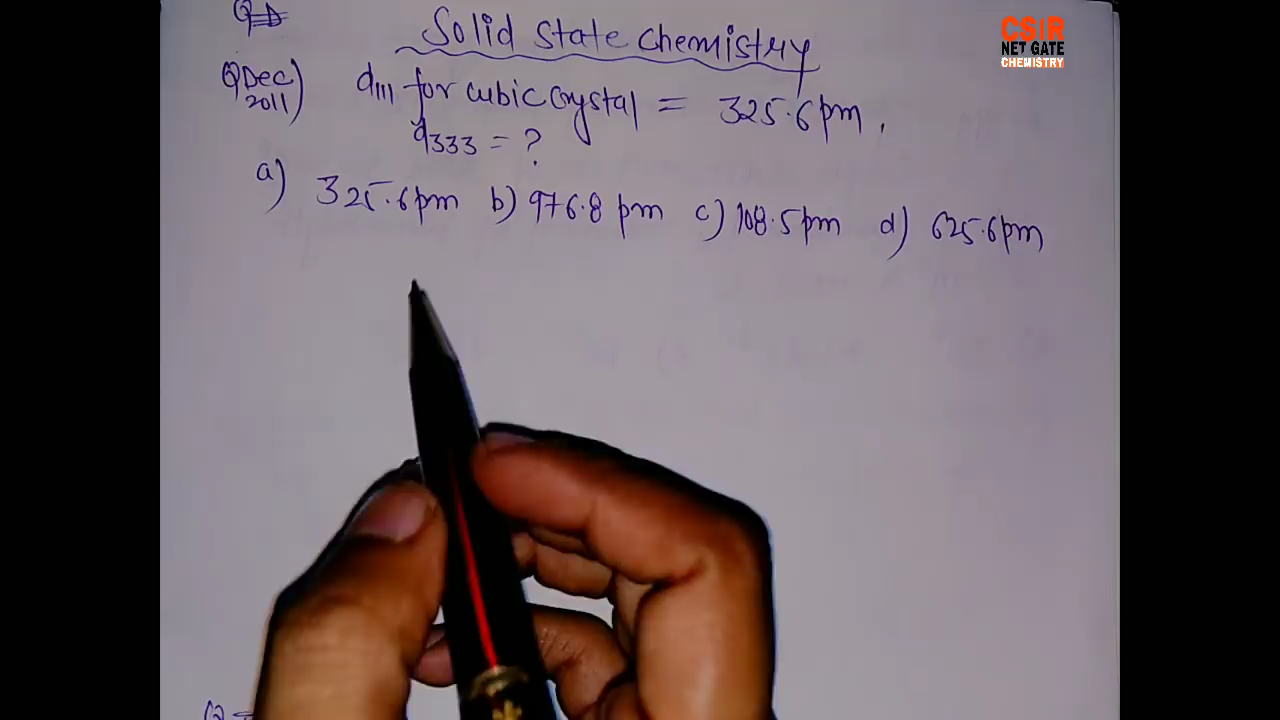 Solid State Chemistry
CSIR
NET GATE
CHEMISTRY
Q Dec 2011) d111 for cubic crystal = 325.6 pm.
d333 = ?
a) 325.6 pm b) 976.8 pm c) 108.5 pm d) 625.6 pm